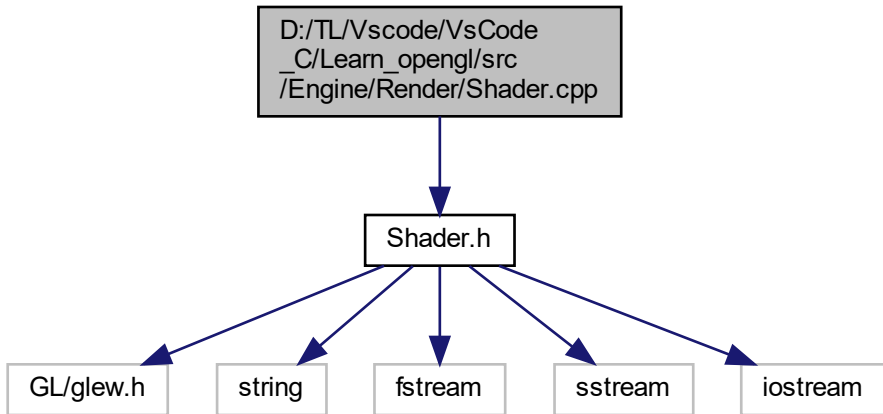 D:/TL/Vscode/VsCode
_C/Learn_opengl/src
/Engine/Render/Shader.cpp
Shader.h
GL/glew.h
string
fstream
sstream
iostream